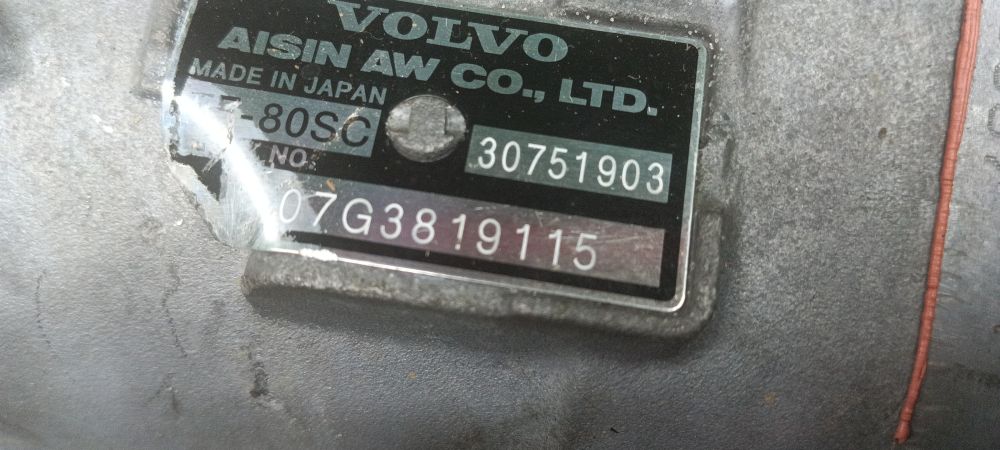 VOLVO
AISIN AW CO., LTD.
MADE IN JAPAN
-80SC
30751903
NO.
07G3819115